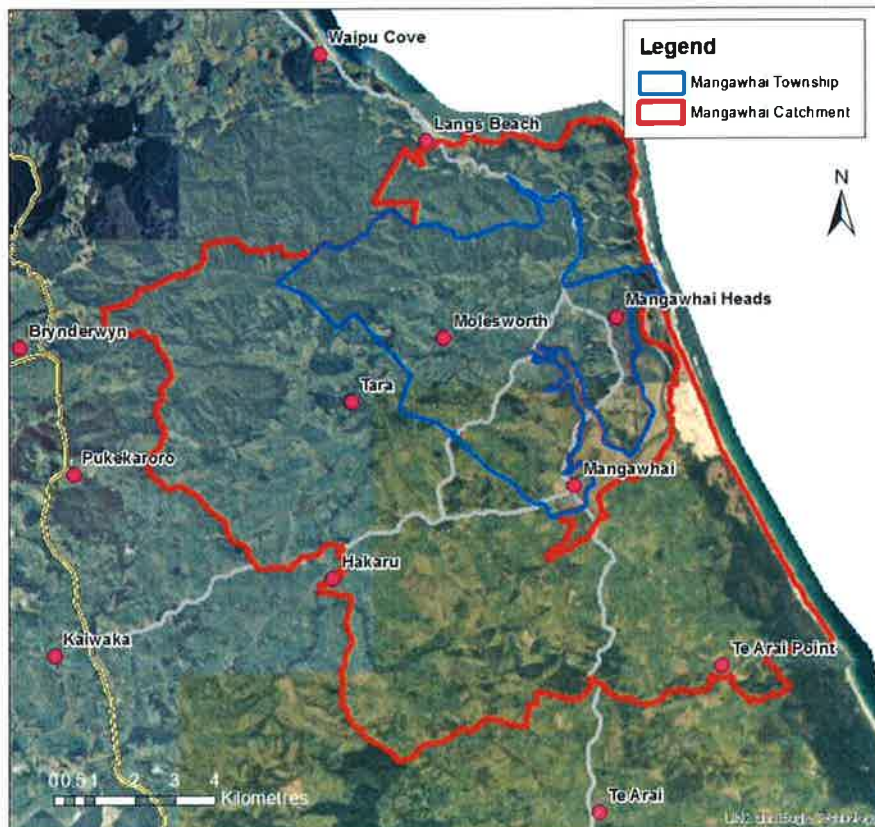 Waipu Cove
Legend
Mangawhai Township
Mangawhai Catchment
Langs Beach
N
Mangawhai Heads
Molesworth
Brynderwyn
Tara
Pukekaroro
Mangawhai
Hakaru
Kaiwaka
Te Arai Point
0 0.5 1 2 3 4
Kilometres
Te Arai